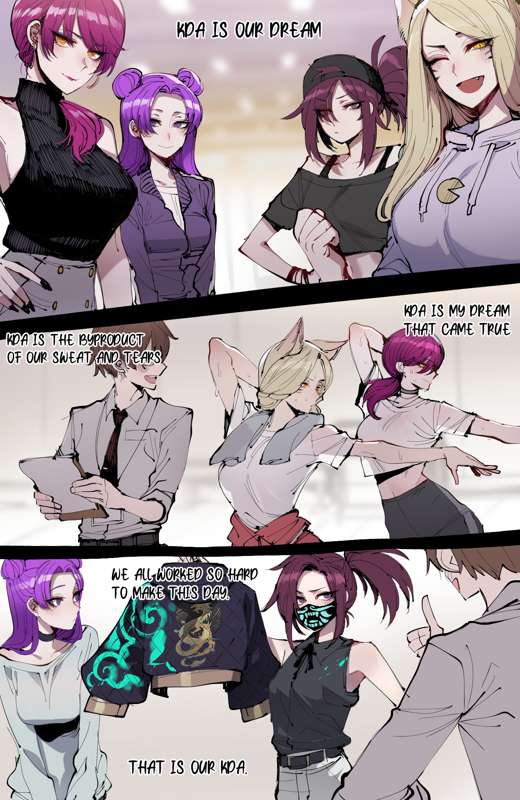 KDA IS OUR DREAM
KDA IS THE BYPRODUCT
OF OUR SWEAT AND TEARS
KDA IS MY DREAM
THAT CAME TRUE
WE ALL WORKED SO HARD
TO MAKE THIS DAY.
THAT IS OUR KDA.